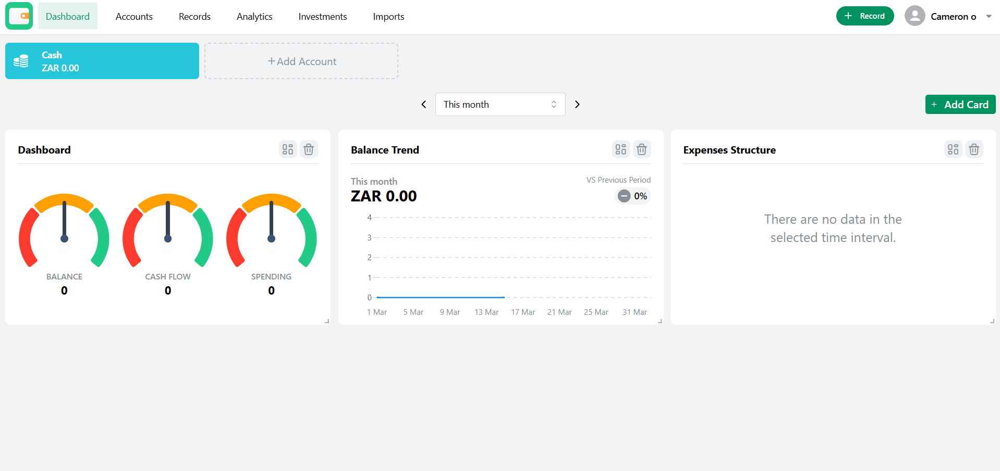 Dashboard
Accounts
Records
Analytics
Investments
Imports
+ Record
Cameron o
Cash
ZAR 0.00
+Add Account
This month
+ Add Card
Dashboard
BALANCE
0
CASH FLOW
0
SPENDING
0
Balance Trend
This month
ZAR 0.00
VS Previous Period
0%
4
3
2
1
0
1 Mar
5 Mar
9 Mar
13 Mar
17 Mar
21 Mar
25 Mar
31 Mar
Expenses Structure
There are no data in the
selected time interval.